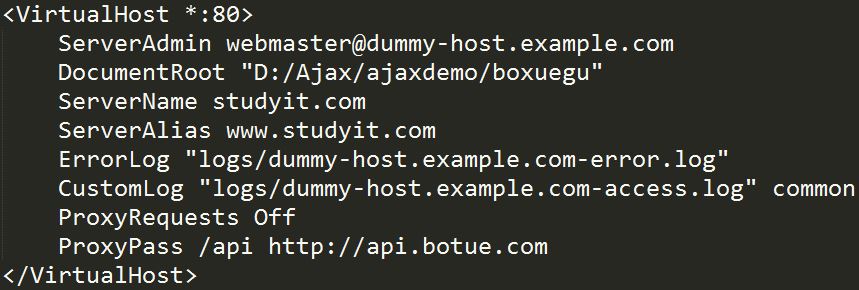 <VirtualHost *:80>
    ServerAdmin webmaster@dummy-host.example.com
    DocumentRoot "D:/Ajax/ajaxdemo/boxuegu"
    ServerName studyit.com
    ServerAlias www.studyit.com
    ErrorLog "logs/dummy-host.example.com-error.log"
    CustomLog "logs/dummy-host.example.com-access.log" common
    ProxyRequests Off
    ProxyPass /api http://api.botue.com
</VirtualHost>